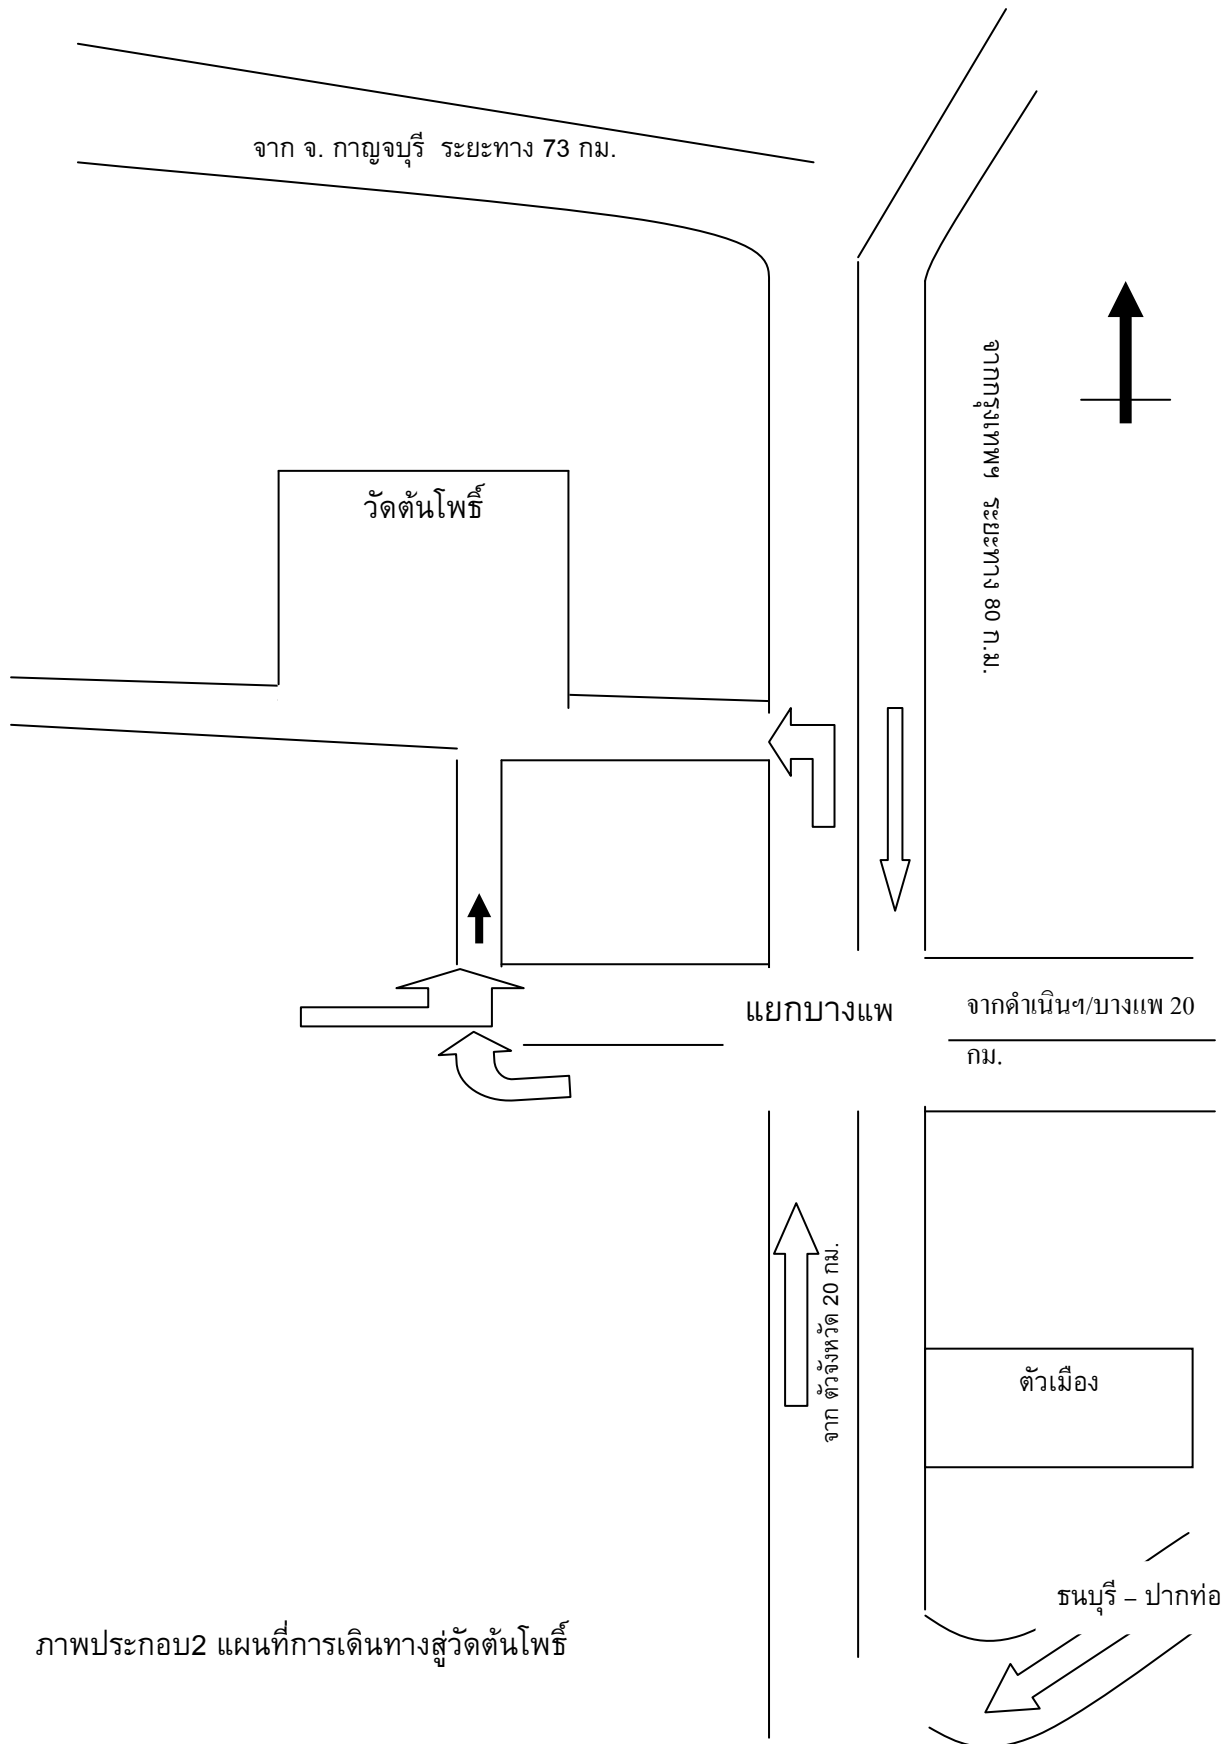 จาก จ. กาญจบุรี  ระยะทาง 73 กม.
จากกรุงเทพฯ  ระยะทาง 80 ก.ม.
วัดต้นโพธิ์
แยกบางแพ
จากดำเนินฯ/บางแพ 20
กม.
จาก ตัวจังหวัด 20 กม.
ตัวเมือง
ธนบุรี – ปากท่อ
ภาพประกอบ2 แผนที่การเดินทางสู่วัดต้นโพธิ์